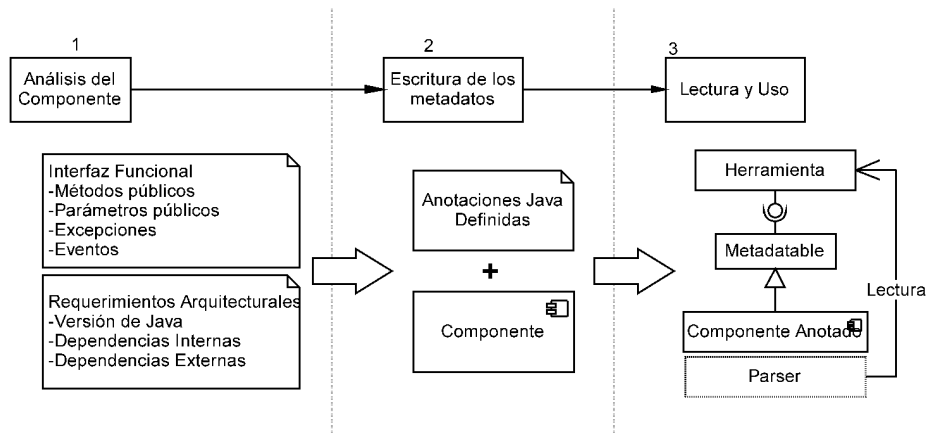 1
Análisis del
Componente
2
Escritura de los
metadatos
3
Lectura y Uso
Interfaz Funcional
-Métodos públicos
-Parámetros públicos
-Excepciones
-Eventos
Requerimientos Arquitecturales
-Versión de Java
-Dependencias Internas
-Dependencias Externas
Anotaciones Java
Definidas
+
Componente
Herramienta
Metadatable
Lectura
Componente Anotado
Parser